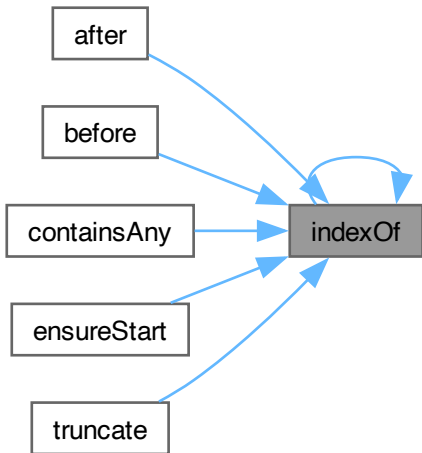 after
before
containsAny
indexOf
ensureStart
truncate